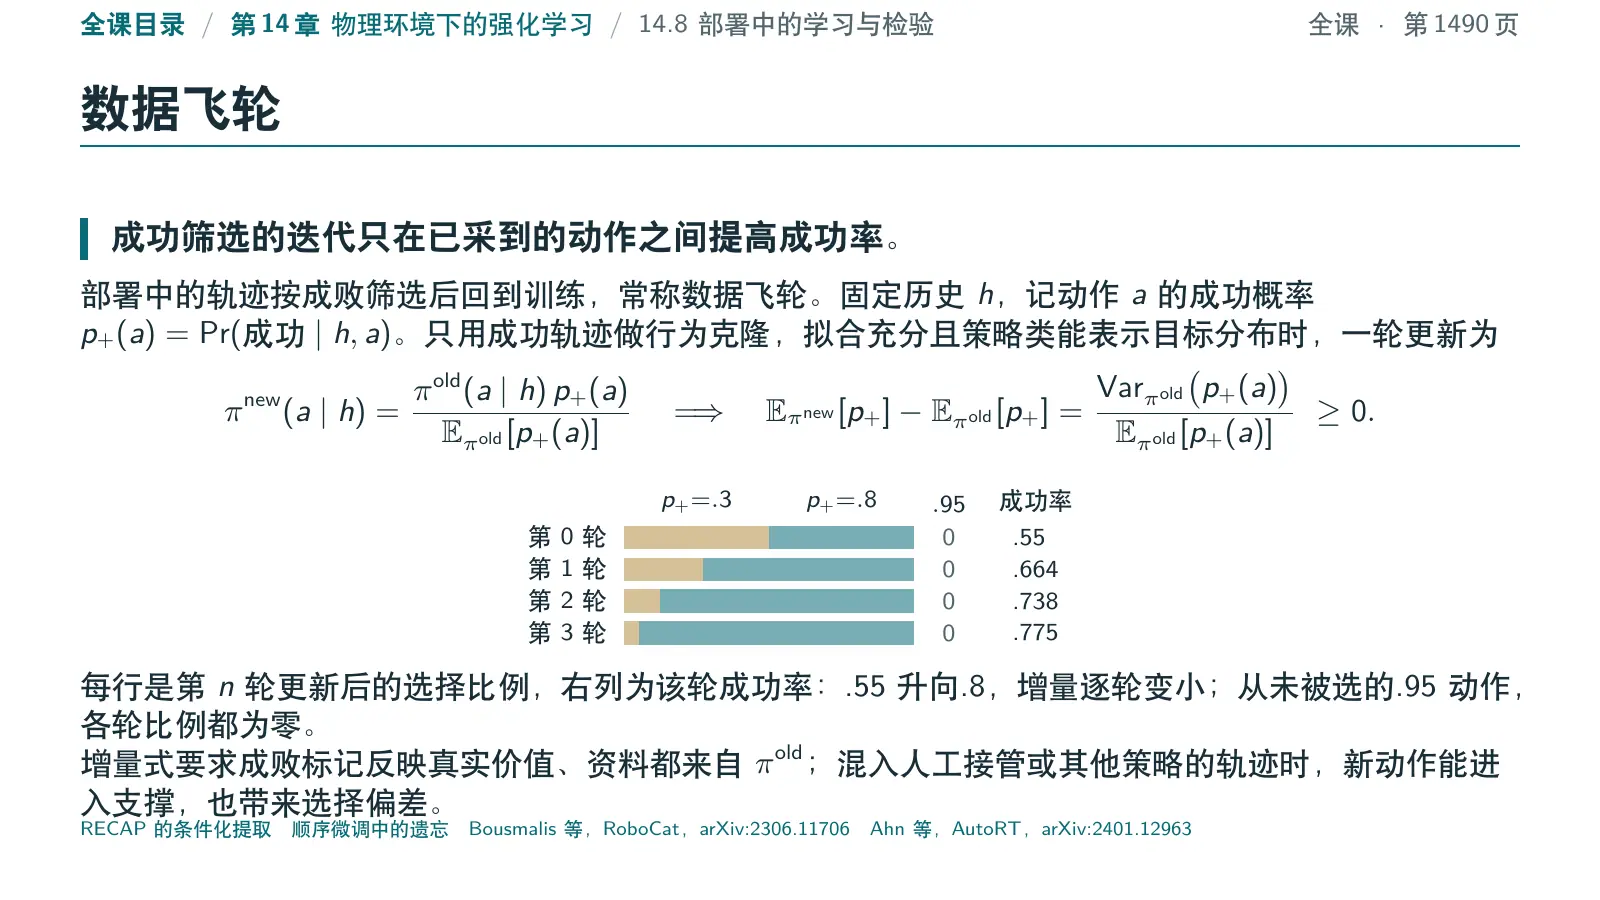 全课目录 / 第 14 章 物理环境下的强化学习 / 14.8 部署中的学习与检验
全课 · 第 1490 页
数据飞轮
成功筛选的迭代只在已采到的动作之间提高成功率。
部署中的轨迹按成败筛选后回到训练，常称数据飞轮。固定历史 h，记动作 a 的成功概率
p₊(a) = Pr(成功 | h, a)。只用成功轨迹做行为克隆，拟合充分且策略类能表示目标分布时，一轮更新为
π^new(a | h) = π^old(a | h) p₊(a) / 𝔼_{π^old}[p₊(a)] ⟹ 𝔼_{π^new}[p₊] − 𝔼_{π^old}[p₊] = Var_{π^old}(p₊(a)) / 𝔼_{π^old}[p₊(a)] ≥ 0.
p₊=.3 p₊=.8 .95 成功率
第 0 轮 0 .55
第 1 轮 0 .664
第 2 轮 0 .738
第 3 轮 0 .775
每行是第 n 轮更新后的选择比例，右列为该轮成功率：.55 升向.8，增量逐轮变小；从未被选的.95 动作，
各轮比例都为零。
增量式要求成败标记反映真实价值、资料都来自 π^old；混入人工接管或其他策略的轨迹时，新动作能进
入支撑，也带来选择偏差。
RECAP 的条件化提取 顺序微调中的遗忘 Bousmalis 等，RoboCat，arXiv:2306.11706 Ahn 等，AutoRT，arXiv:2401.12963